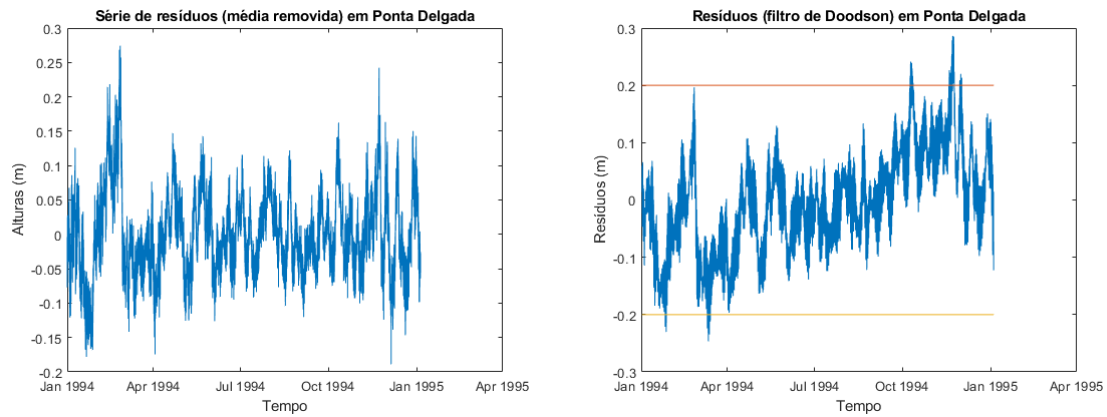 Série de resíduos (média removida) em Ponta Delgada
0.3
0.25
0.2
0.15
0.1
0.05
0
-0.05
-0.1
-0.15
-0.2
Alturas (m)
Jan 1994 Apr 1994 Jul 1994 Oct 1994 Jan 1995 Apr 1995
Tempo
Resíduos (filtro de Doodson) em Ponta Delgada
0.3
0.2
0.1
0
-0.1
-0.2
-0.3
Resíduos (m)
Jan 1994 Apr 1994 Jul 1994 Oct 1994 Jan 1995 Apr 1995
Tempo